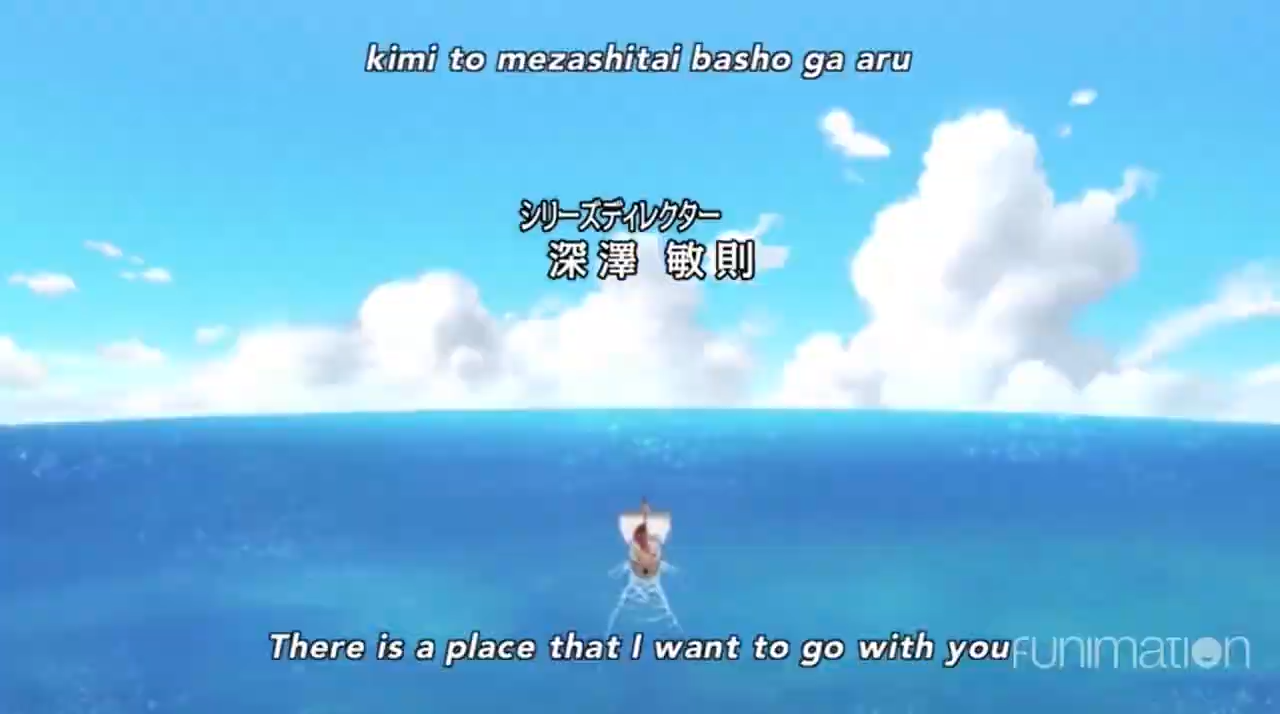 kimi to mezashitai basho ga aru
シリーズディレクター
深澤 敏則
There is a place that I want to go with you
funimation